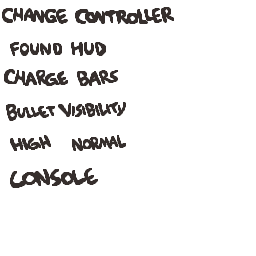 CHANGE CONTROLLER
FOUND HUD
CHARGE BARS
BULLET VISIBILITY
HIGH NORMAL
CONSOLE